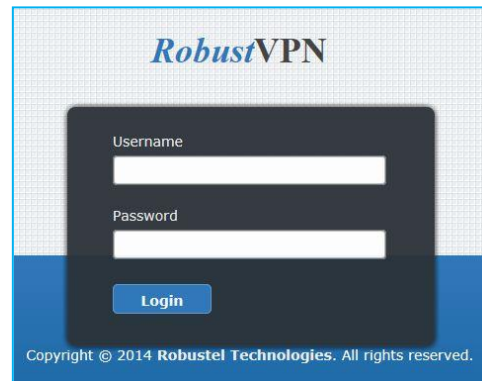 RobustVPN
Username
Password
Login
Copyright © 2014 Robustel Technologies. All rights reserved.